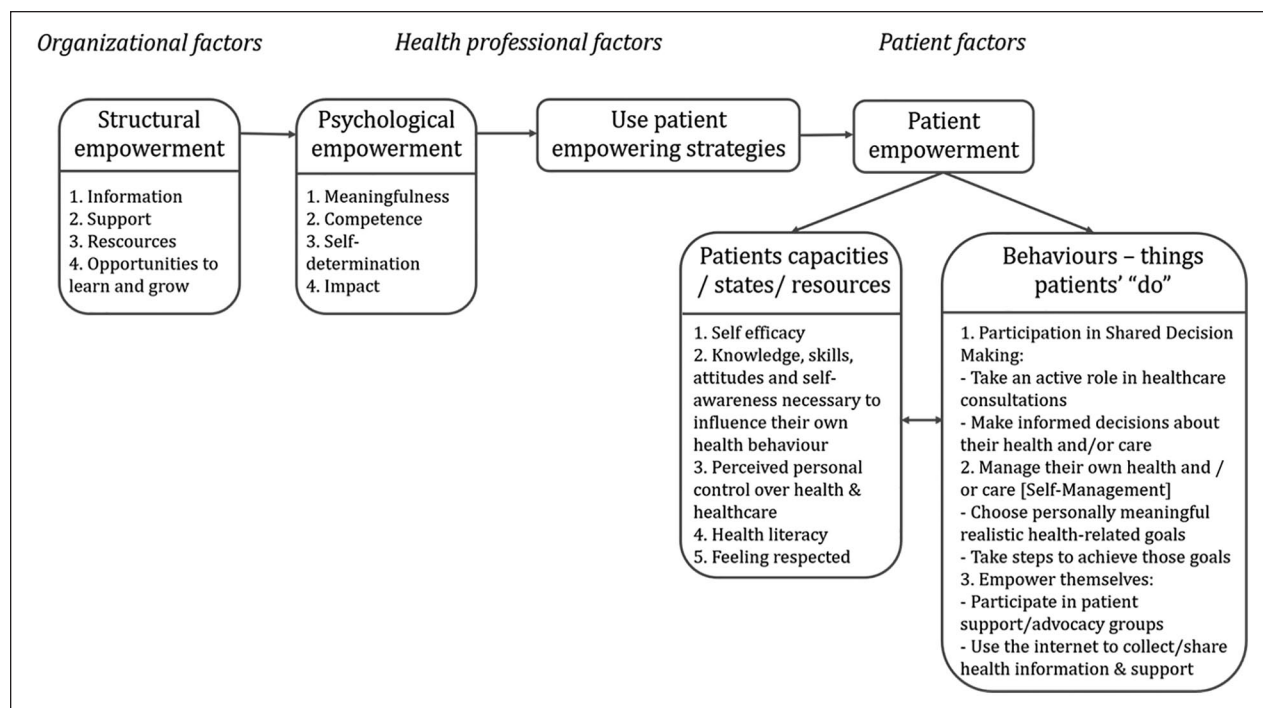 Organizational factors
Health professional factors
Patient factors
Structural
empowerment
1. Information
2. Support
3. Rescources
4. Opportunities to
learn and grow
Psychological
empowerment
1. Meaningfulness
2. Competence
3. Self-
determination
4. Impact
Use patient
empowering strategies
Patient
empowerment
Patients capacities
/ states/ resources
1. Self efficacy
2. Knowledge, skills,
attitudes and self-
awareness necessary to
influence their own
health behaviour
3. Perceived personal
control over health &
healthcare
4. Health literacy
5. Feeling respected
Behaviours – things
patients’ “do”
1. Participation in Shared Decision
Making:
- Take an active role in healthcare
consultations
- Make informed decisions about
their health and/or care
2. Manage their own health and /
or care [Self-Management]
- Choose personally meaningful
realistic health-related goals
- Take steps to achieve those goals
3. Empower themselves:
- Participate in patient
support/advocacy groups
- Use the internet to collect/share
health information & support